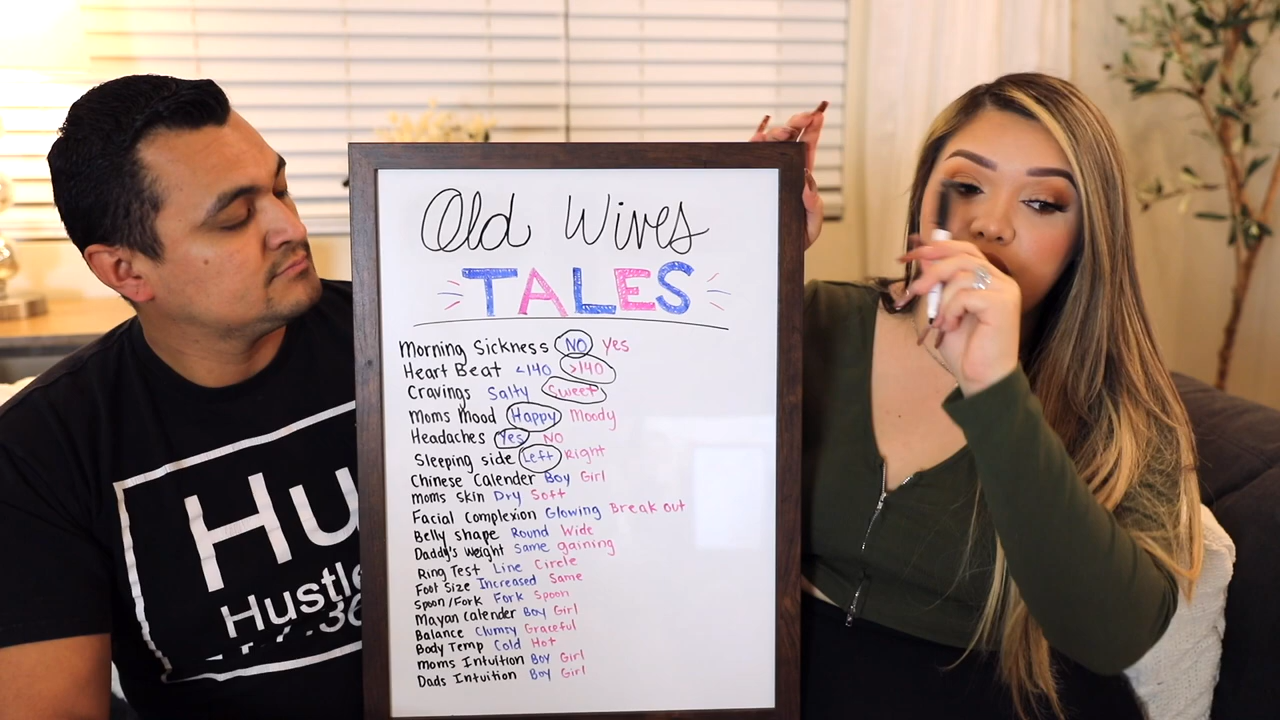 Old Wives
TALES
Morning Sickness NO Yes
Heart Beat <140 >140
Cravings Salty Sweet
Moms Mood Happy Moody
Headaches Yes NO
Sleeping side Left Right
Chinese Calender Boy Girl
Moms Skin Dry Soft
Facial Complexion Glowing Break out
Belly shape Round Wide
Daddy's Weight Same gaining
Ring Test Line Circle
Foot Size Increased Same
Spoon/Fork Fork Spoon
Mayan Calender Boy Girl
Balance Clumsy Graceful
Body Temp Cold Hot
Moms Intuition Boy Girl
Dads Intuition Boy Girl
Hu
Hustle